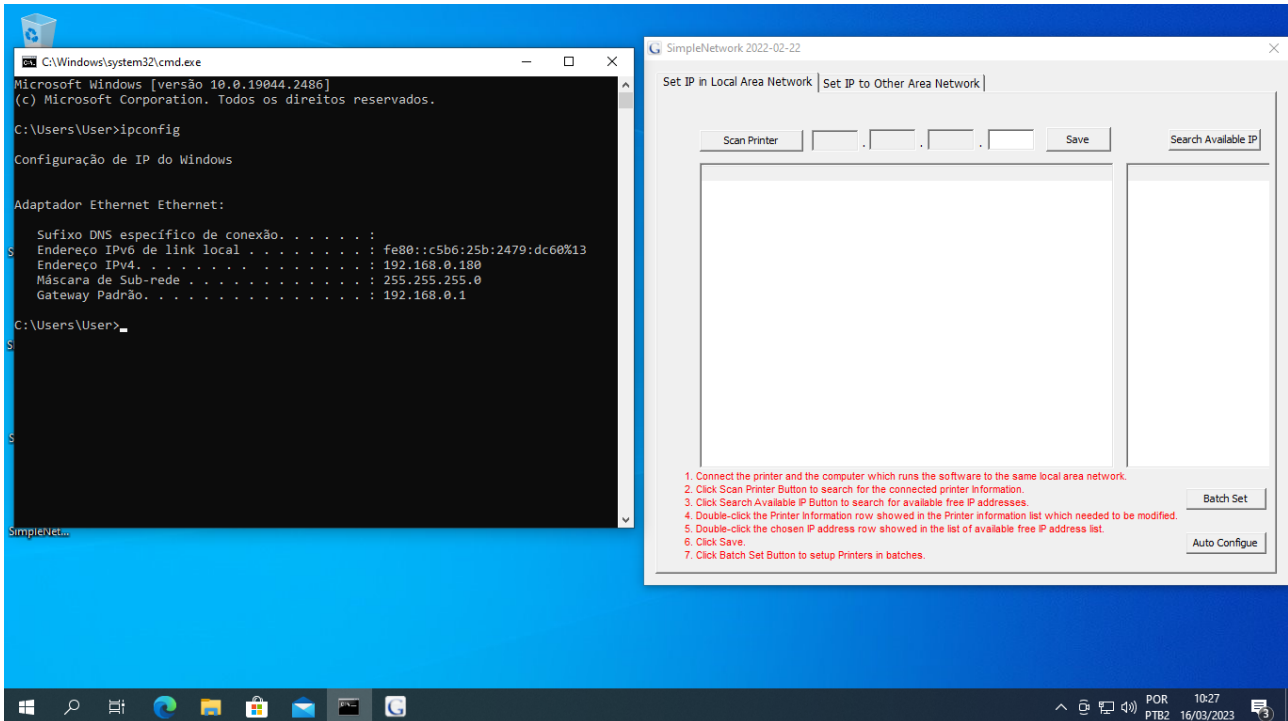 C:\Windows\system32\cmd.exe
Microsoft Windows [versão 10.0.19044.2486]
(c) Microsoft Corporation. Todos os direitos reservados.
C:\Users\User>ipconfig
Configuração de IP do Windows
Adaptador Ethernet Ethernet:
Sufixo DNS específico de conexão. . . . . . :
Endereço IPv6 de link local . . . . . . . . : fe80::c5b6:25b:2479:dc60%13
Endereço IPv4. . . . . . . . . . . . . . . : 192.168.0.180
Máscara de Sub-rede . . . . . . . . . . . . : 255.255.255.0
Gateway Padrão. . . . . . . . . . . . . . . : 192.168.0.1
C:\Users\User>
SimpleNet...
SimpleNetwork 2022-02-22
Set IP in Local Area Network
Set IP to Other Area Network
Scan Printer
. . .
Save
Search Available IP
1. Connect the printer and the computer which runs the software to the same local area network.
2. Click Scan Printer Button to search for the connected printer Information.
3. Click Search Available IP Button to search for available free IP addresses.
4. Double-click the Printer Information row showed in the Printer information list which needed to be modified.
5. Double-click the chosen IP address row showed in the list of available free IP address list.
6. Click Save.
7. Click Batch Set Button to setup Printers in batches.
Batch Set
Auto Configue
POR
PTB2
10:27
16/03/2023
3